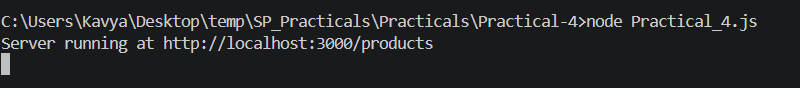 C:\Users\Kavya\Desktop\temp\SP_Practicals\Practicals\Practical-4>node Practical_4.js
Server running at http://localhost:3000/products